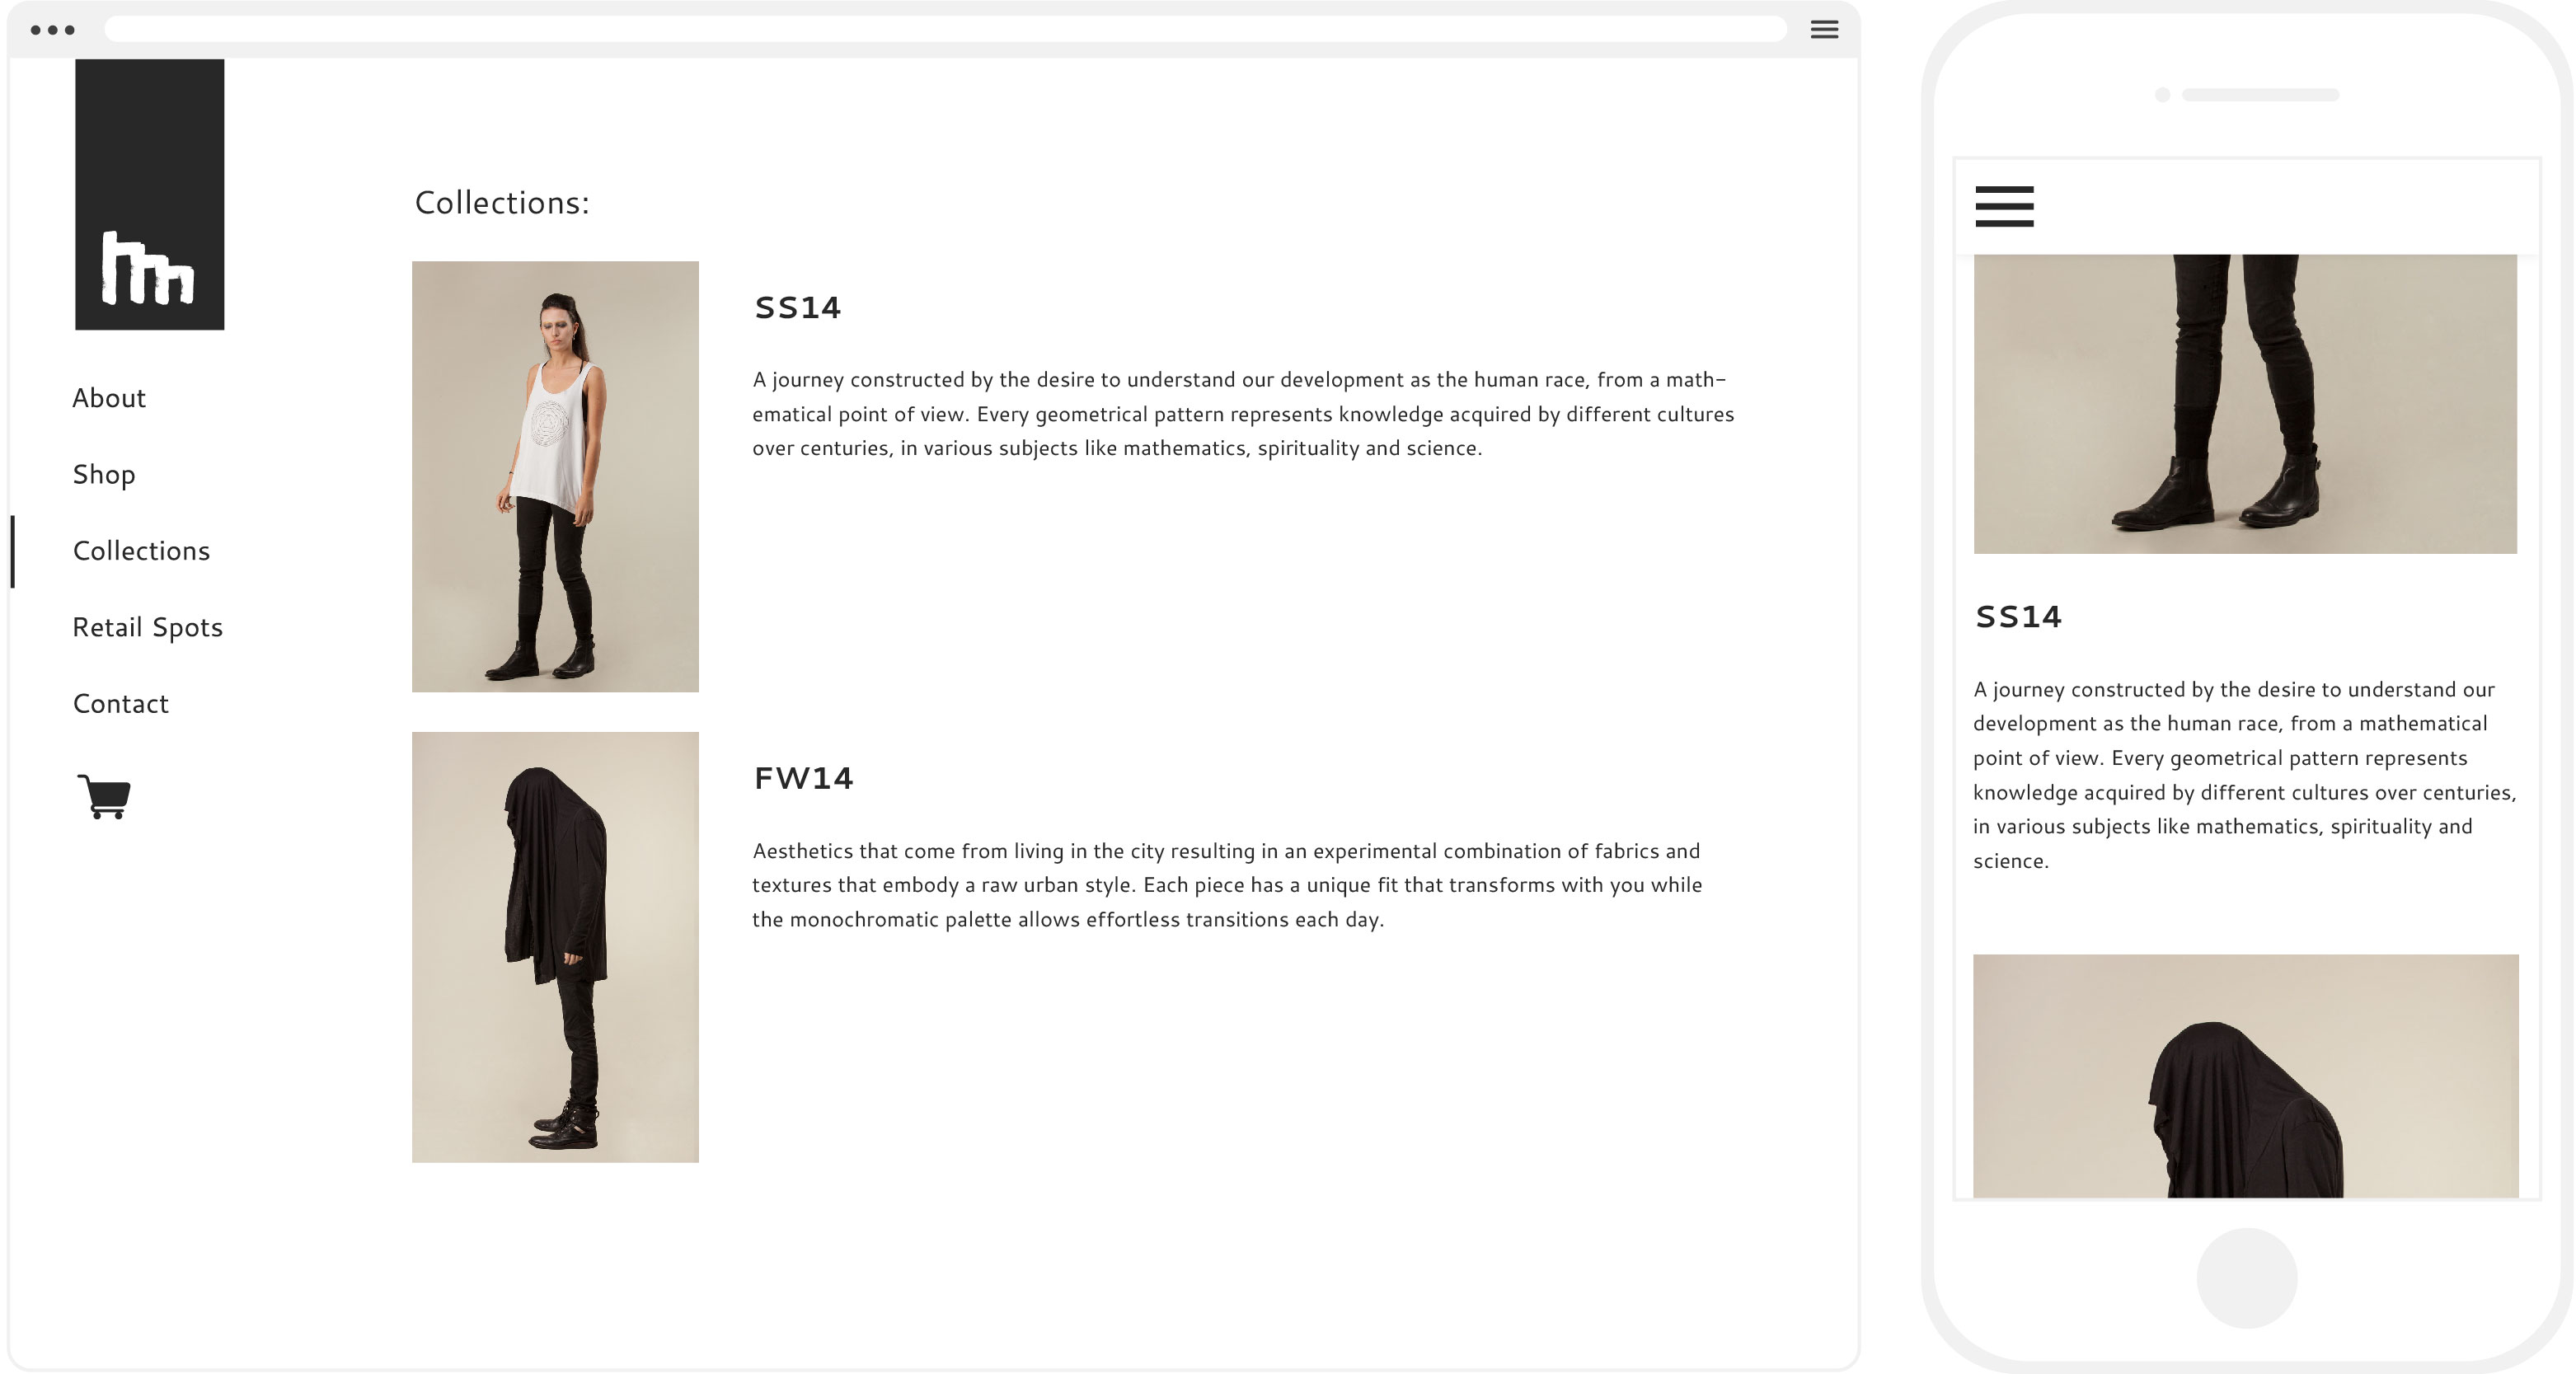 hm
About
Shop
Collections
Retail Spots
Contact
Collections:
SS14
A journey constructed by the desire to understand our development as the human race, from a math-
ematical point of view. Every geometrical pattern represents knowledge acquired by different cultures
over centuries, in various subjects like mathematics, spirituality and science.
FW14
Aesthetics that come from living in the city resulting in an experimental combination of fabrics and
textures that embody a raw urban style. Each piece has a unique fit that transforms with you while
the monochromatic palette allows effortless transitions each day.
SS14
A journey constructed by the desire to understand our
development as the human race, from a mathematical
point of view. Every geometrical pattern represents
knowledge acquired by different cultures over centuries,
in various subjects like mathematics, spirituality and
science.